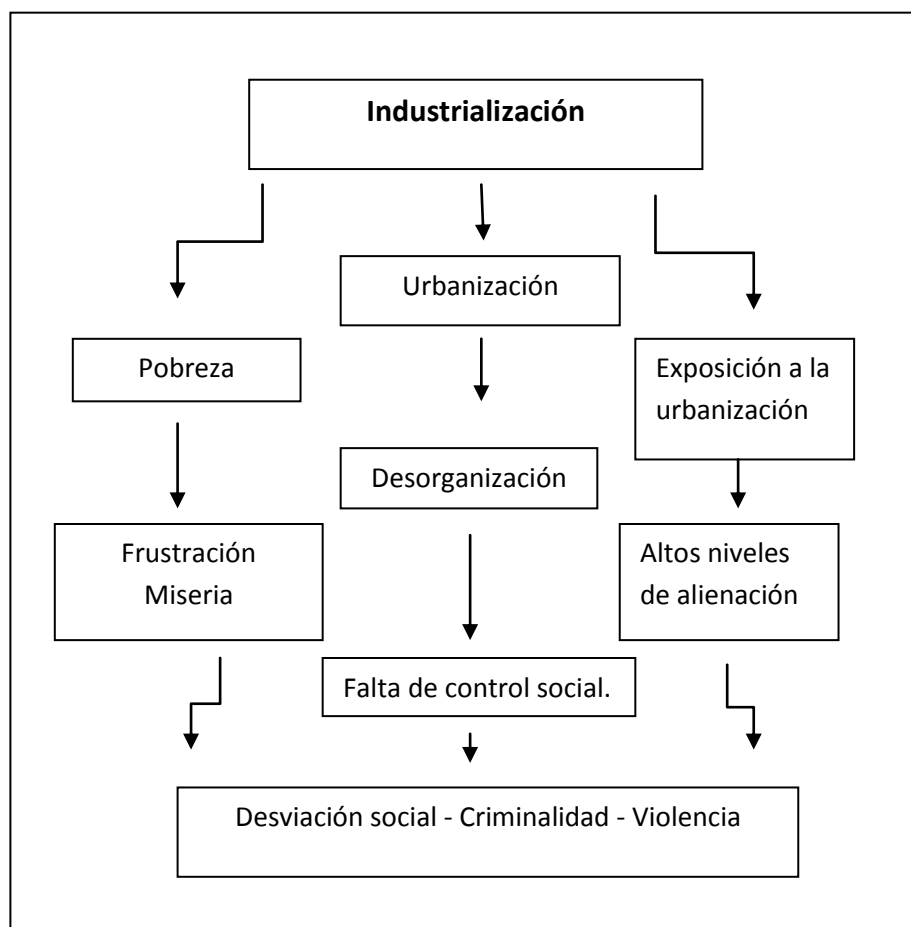 Industrialización
Urbanización
Pobreza
Exposición a la
urbanización
Desorganización
Frustración
Miseria
Altos niveles
de alienación
Falta de control social.
Desviación social - Criminalidad - Violencia